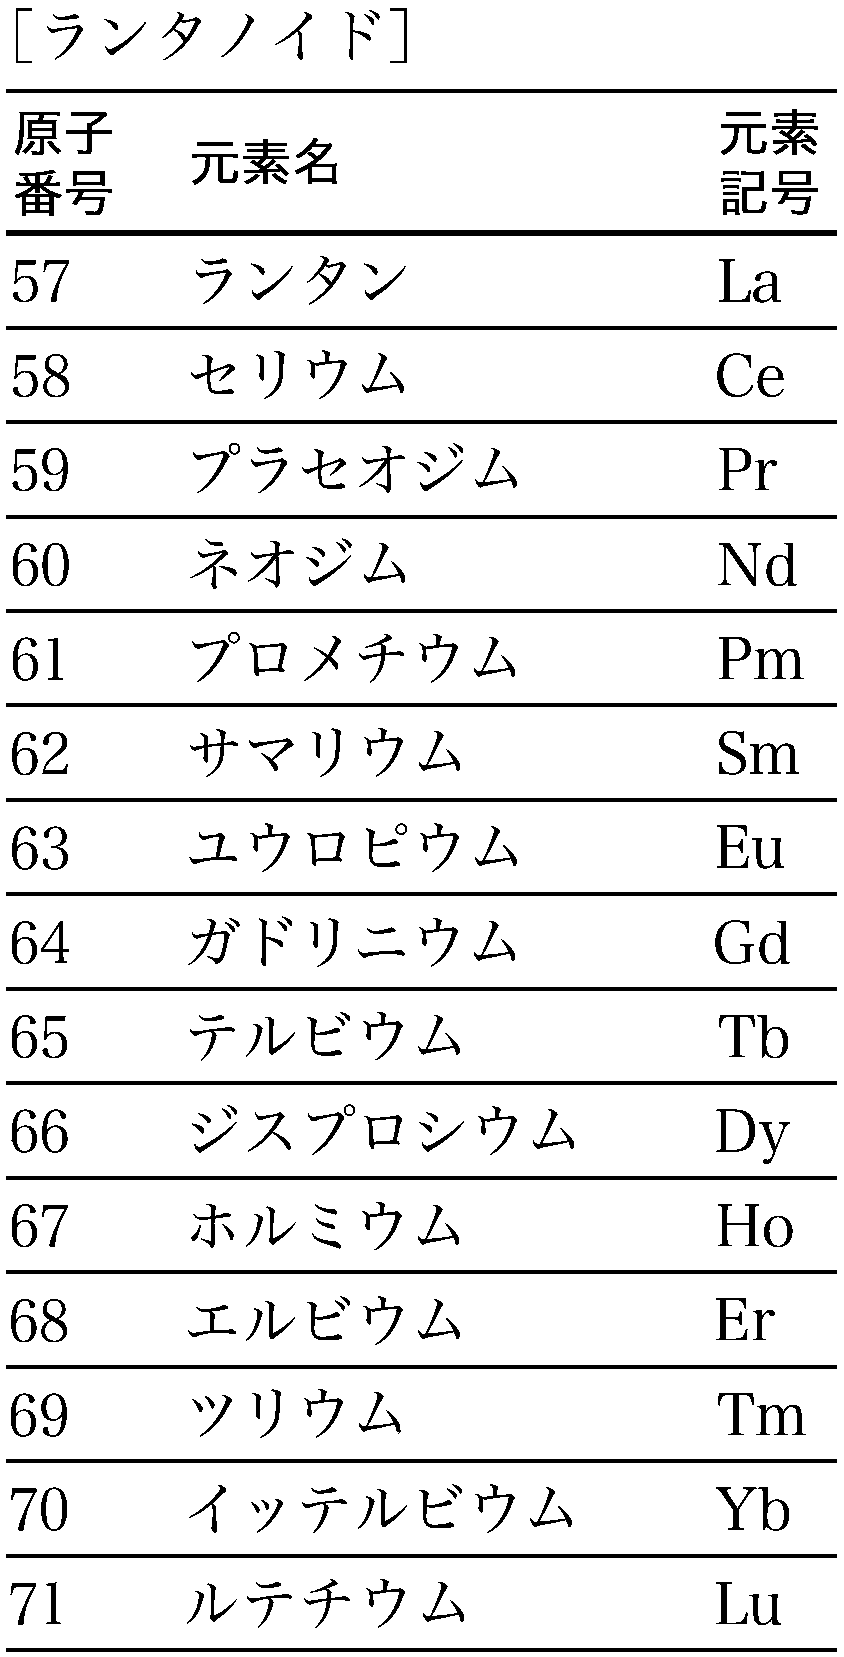 ［ランタノイド］
原子番号 元素名 元素記号
57 ランタン La
58 セリウム Ce
59 プラセオジム Pr
60 ネオジム Nd
61 プロメチウム Pm
62 サマリウム Sm
63 ユウロピウム Eu
64 ガドリニウム Gd
65 テルビウム Tb
66 ジスプロシウム Dy
67 ホルミウム Ho
68 エルビウム Er
69 ツリウム Tm
70 イッテルビウム Yb
71 ルテチウム Lu